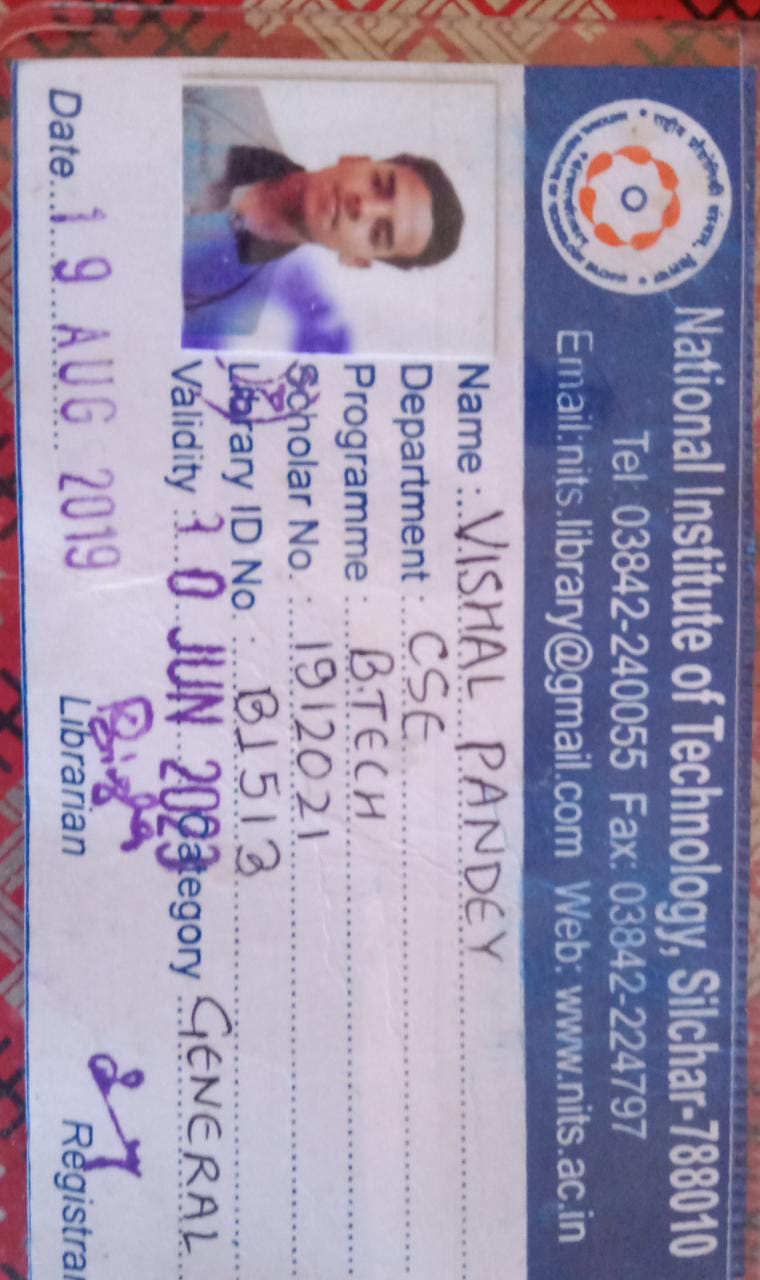 राष्ट्रीय प्रौद्योगिकी संस्थान, सिलचर
National Institute of Technology, Silchar-788010
Tel 03842-240055 Fax: 03842-224797
Email:nits.library@gmail.com Web: www.nits.ac.in
Name : VISHAL PANDEY
Department : CSE
Programme : B.TECH
Scholar No. : 1912021
Library ID No. : B1513
Validity : 30 JUN 2023 Category GENERAL
Date 19 AUG 2019
Librarian
Registrar